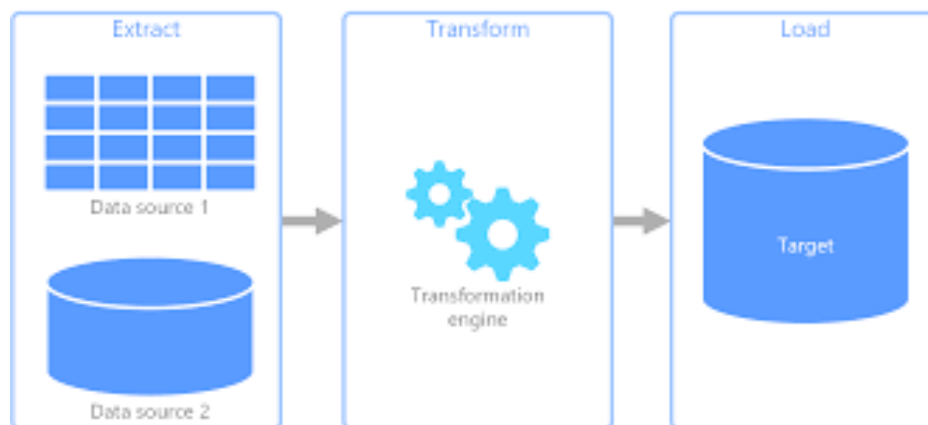 Extract
Transform
Load
Data source 1
Data source 2
Transformation
engine
Target